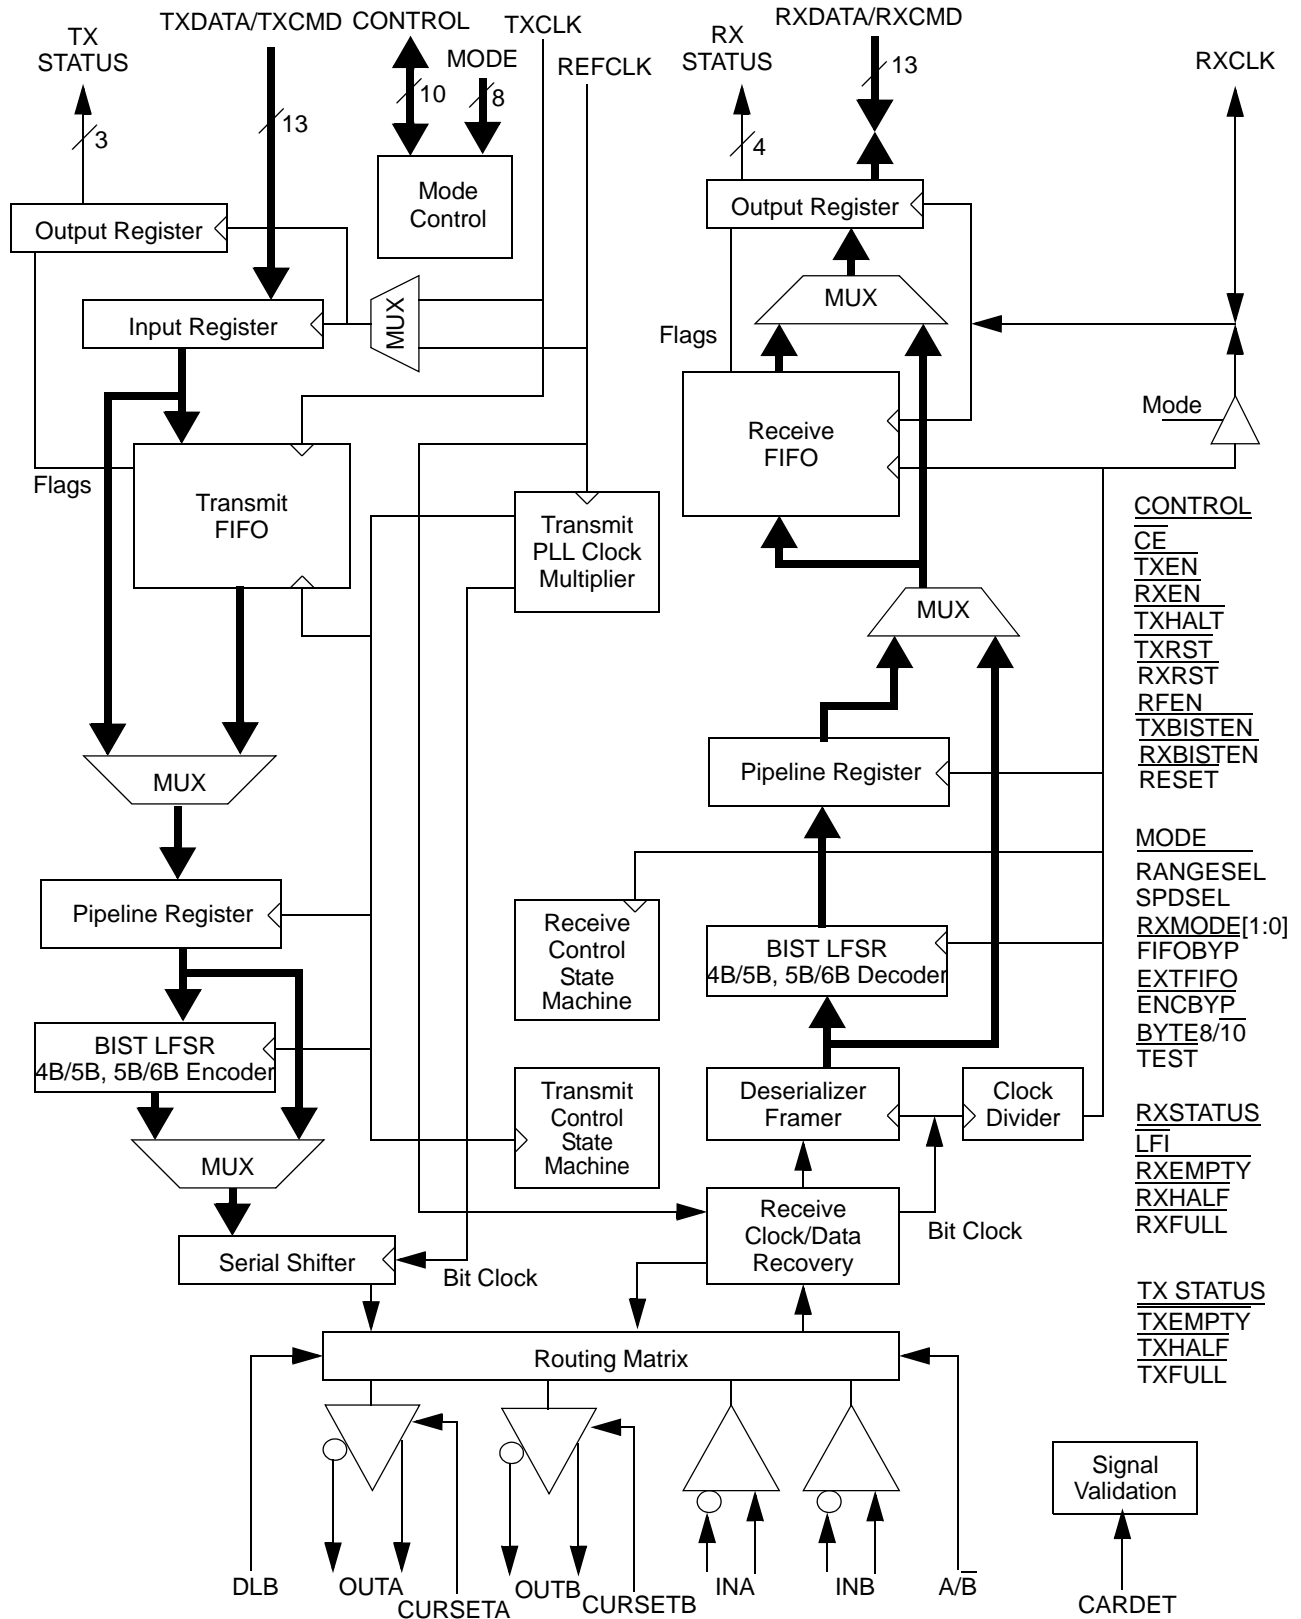 TX
STATUS
TXDATA/TXCMD
CONTROL
TXCLK
MODE
REFCLK
RX
STATUS
RXDATA/RXCMD
RXCLK
3
13
10
8
4
13
Output Register
Mode
Control
Output Register
Input Register
MUX
MUX
Flags
Flags
Transmit
FIFO
Transmit
PLL Clock
Multiplier
Receive
FIFO
Mode
MUX
MUX
Pipeline Register
Pipeline Register
Receive
Control
State
Machine
BIST LFSR
4B/5B, 5B/6B Decoder
BIST LFSR
4B/5B, 5B/6B Encoder
Transmit
Control
State
Machine
Deserializer
Framer
Clock
Divider
MUX
Receive
Clock/Data
Recovery
Bit Clock
Serial Shifter
Bit Clock
Routing Matrix
DLB
OUTA
CURSETA
OUTB
CURSETB
INA
INB
A/B
Signal
Validation
CARDET
CONTROL
CE
TXEN
RXEN
TXHALT
TXRST
RXRST
RFEN
TXBISTEN
RXBISTEN
RESET
MODE
RANGESEL
SPDSEL
RXMODE[1:0]
FIFOBYP
EXTFIFO
ENCBYP
BYTE8/10
TEST
RXSTATUS
LFI
RXEMPTY
RXHALF
RXFULL
TX STATUS
TXEMPTY
TXHALF
TXFULL